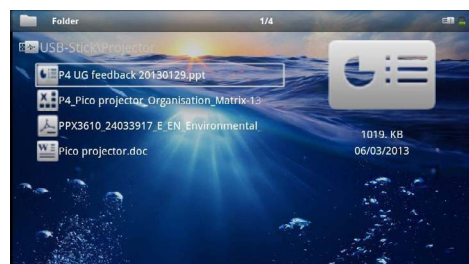 Folder 1/4
USB-Stick\Projector
P4 UG feedback 20130129.ppt
P4_Pico projector_Organisation_Matrix-13
PPX3610_24033917_E_EN_Environmental
Pico projector.doc
1019. KB
06/03/2013